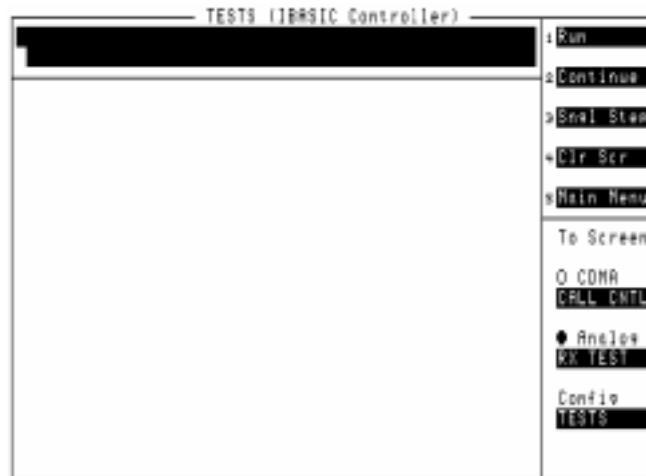 TESTS (IBASIC Controller)
1 Run
2 Continue
3 Sngl Step
4 Clr Scr
5 Main Menu
To Screen
CDMA
CALL CNTL
Analog
RX TEST
Config
TESTS